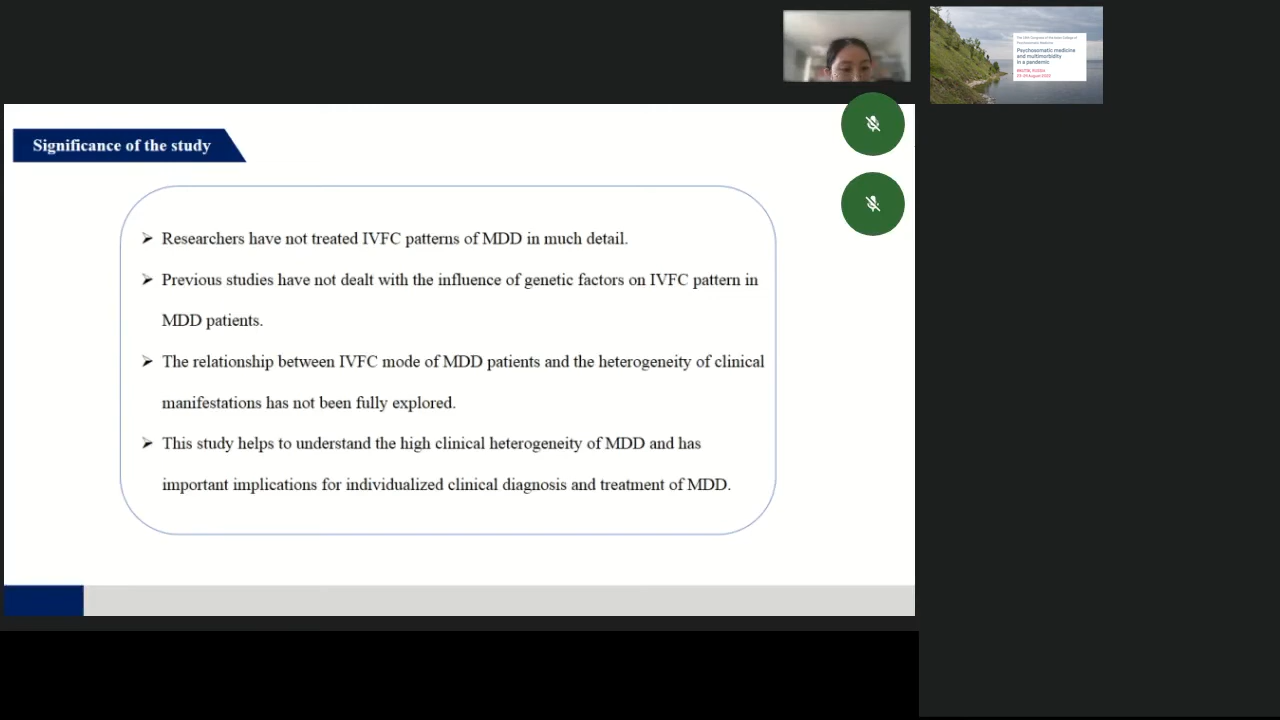 Psychosomatic medicine
and multimorbidity
in a pandemic
Significance of the study
Researchers have not treated IVFC patterns of MDD in much detail.
Previous studies have not dealt with the influence of genetic factors on IVFC pattern in
MDD patients.
The relationship between IVFC mode of MDD patients and the heterogeneity of clinical
manifestations has not been fully explored.
This study helps to understand the high clinical heterogeneity of MDD and has
important implications for individualized clinical diagnosis and treatment of MDD.